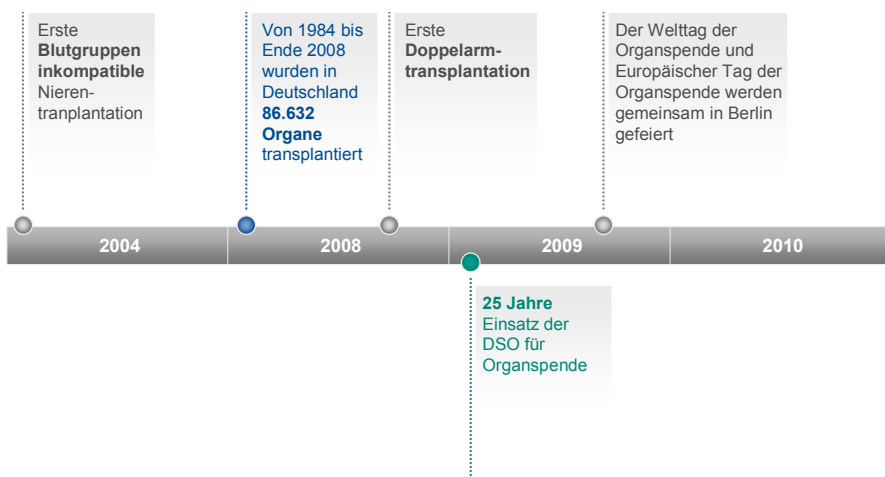 Erste
Blutgruppen
inkompatible
Nieren-
tranplantation
Von 1984 bis
Ende 2008
wurden in
Deutschland
86.632
Organe
transplantiert
Erste
Doppelarm-
transplantation
Der Welttag der
Organspende und
Europäischer Tag der
Organspende werden
gemeinsam in Berlin
gefeiert
2004
2008
2009
2010
25 Jahre
Einsatz der
DSO für
Organspende